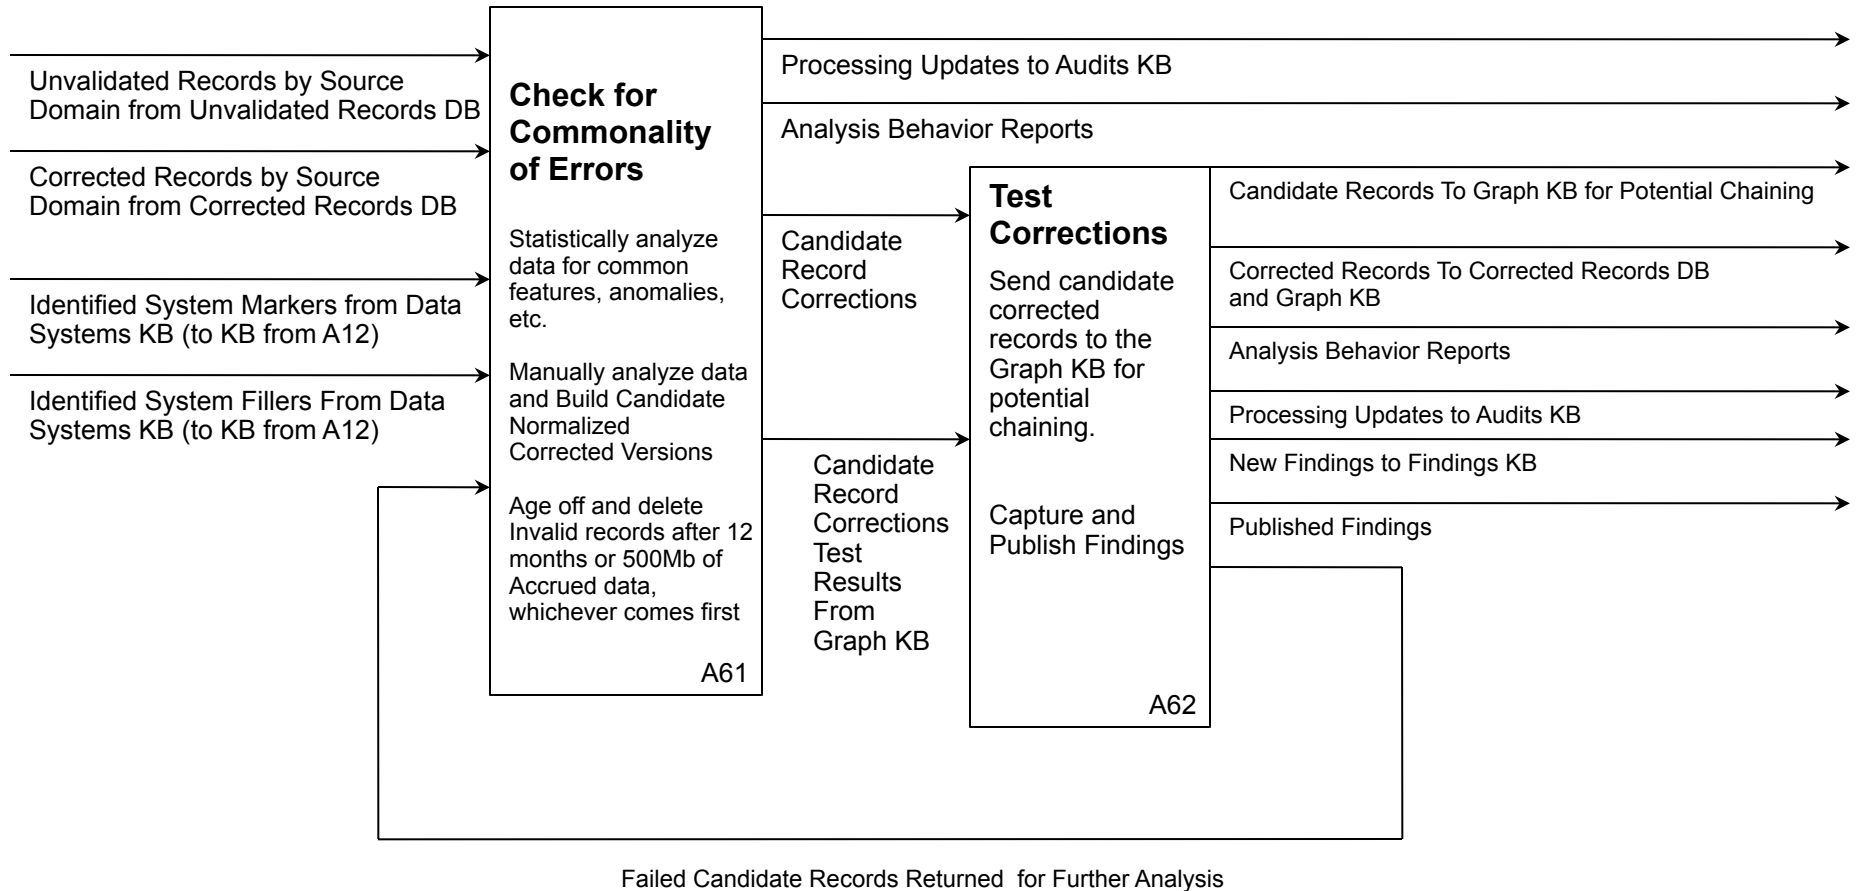 Unvalidated Records by Source
Domain from Unvalidated Records DB
Corrected Records by Source
Domain from Corrected Records DB
Identified System Markers from Data
Systems KB (to KB from A12)
Identified System Fillers From Data
Systems KB (to KB from A12)
Check for
Commonality
of Errors
Statistically analyze
data for common
features, anomalies,
etc.
Manually analyze data
and Build Candidate
Normalized
Corrected Versions
Age off and delete
Invalid records after 12
months or 500Mb of
Accrued data,
whichever comes first
A61
Processing Updates to Audits KB
Analysis Behavior Reports
Candidate
Record
Corrections
Candidate
Record
Corrections
Test
Results
From
Graph KB
Test
Corrections
Send candidate
corrected
records to the
Graph KB for
potential
chaining.
Capture and
Publish Findings
A62
Candidate Records To Graph KB for Potential Chaining
Corrected Records To Corrected Records DB
and Graph KB
Analysis Behavior Reports
Processing Updates to Audits KB
New Findings to Findings KB
Published Findings
Failed Candidate Records Returned  for Further Analysis